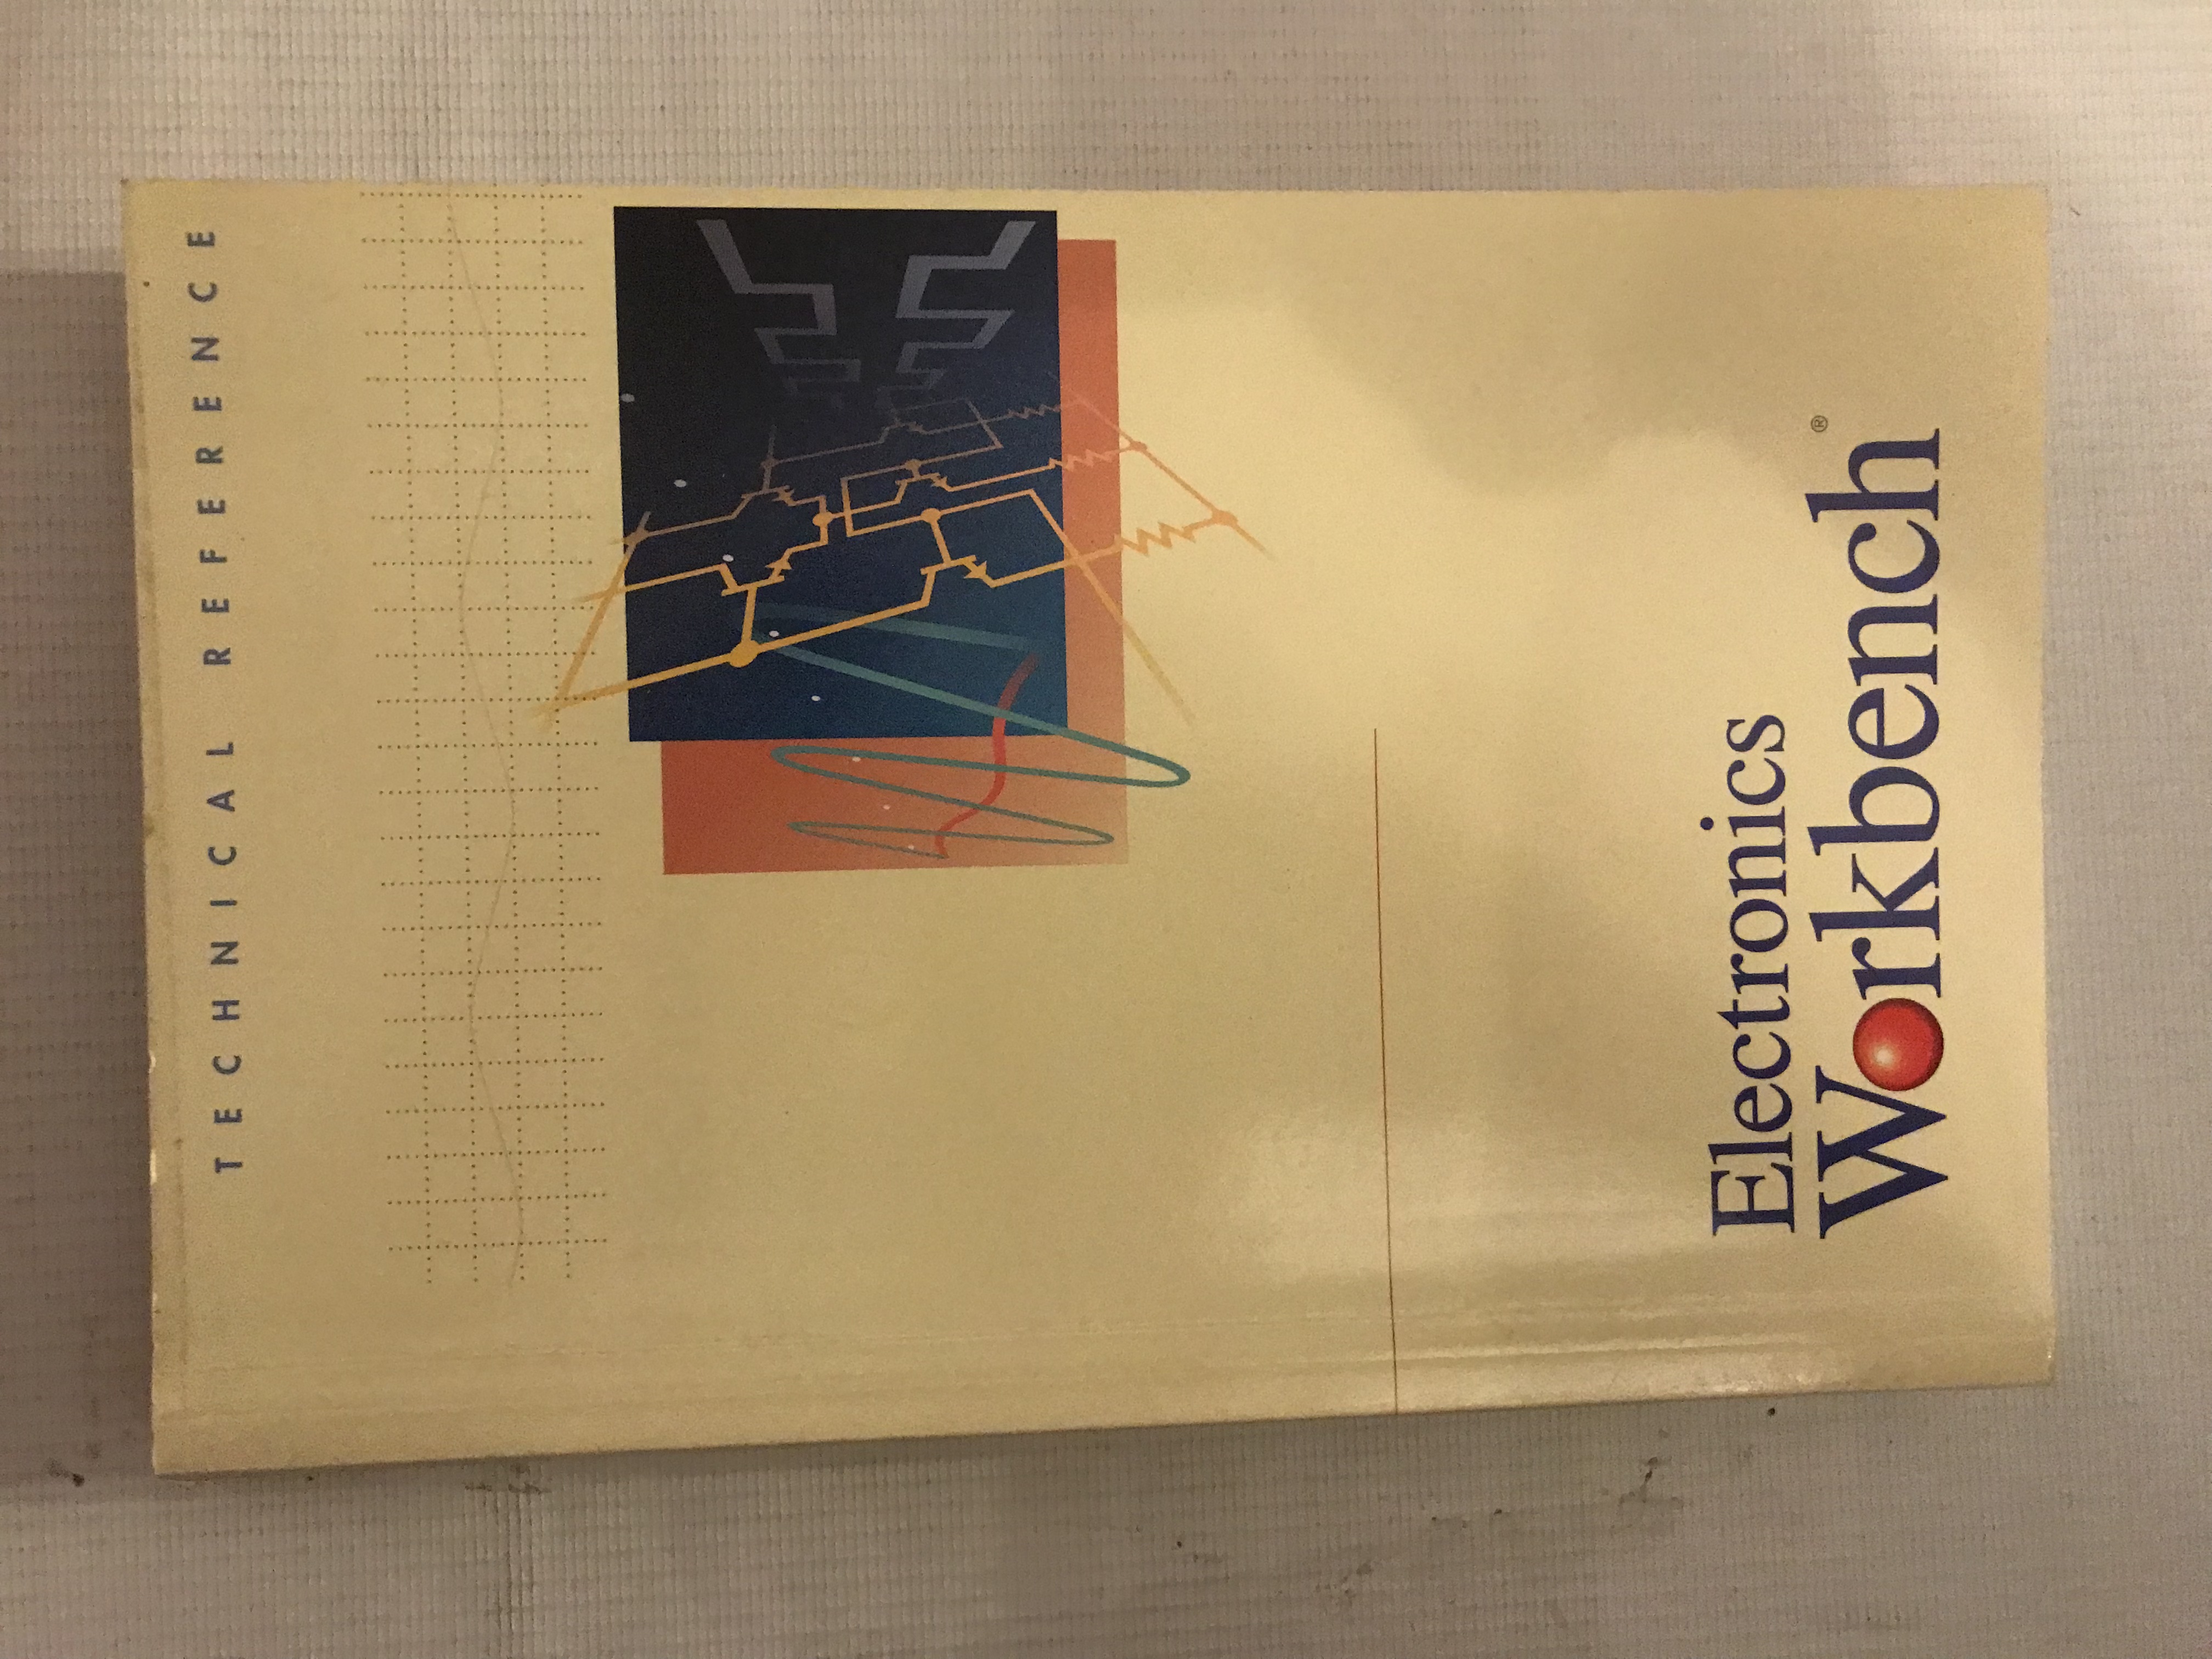 TECHNICAL REFERENCE
Electronics
Workbench®